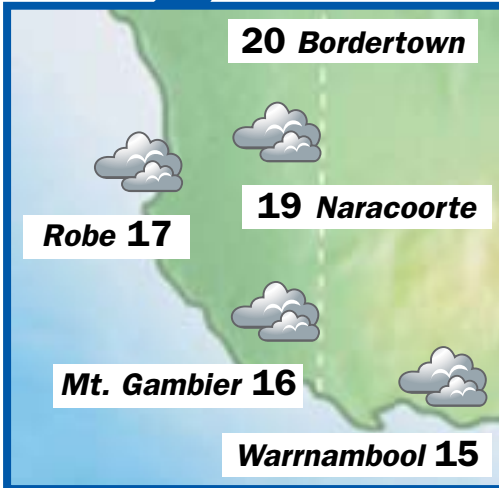 20 Bordertown
19 Naracoorte
Robe 17
Mt. Gambier 16
Warrnambool 15